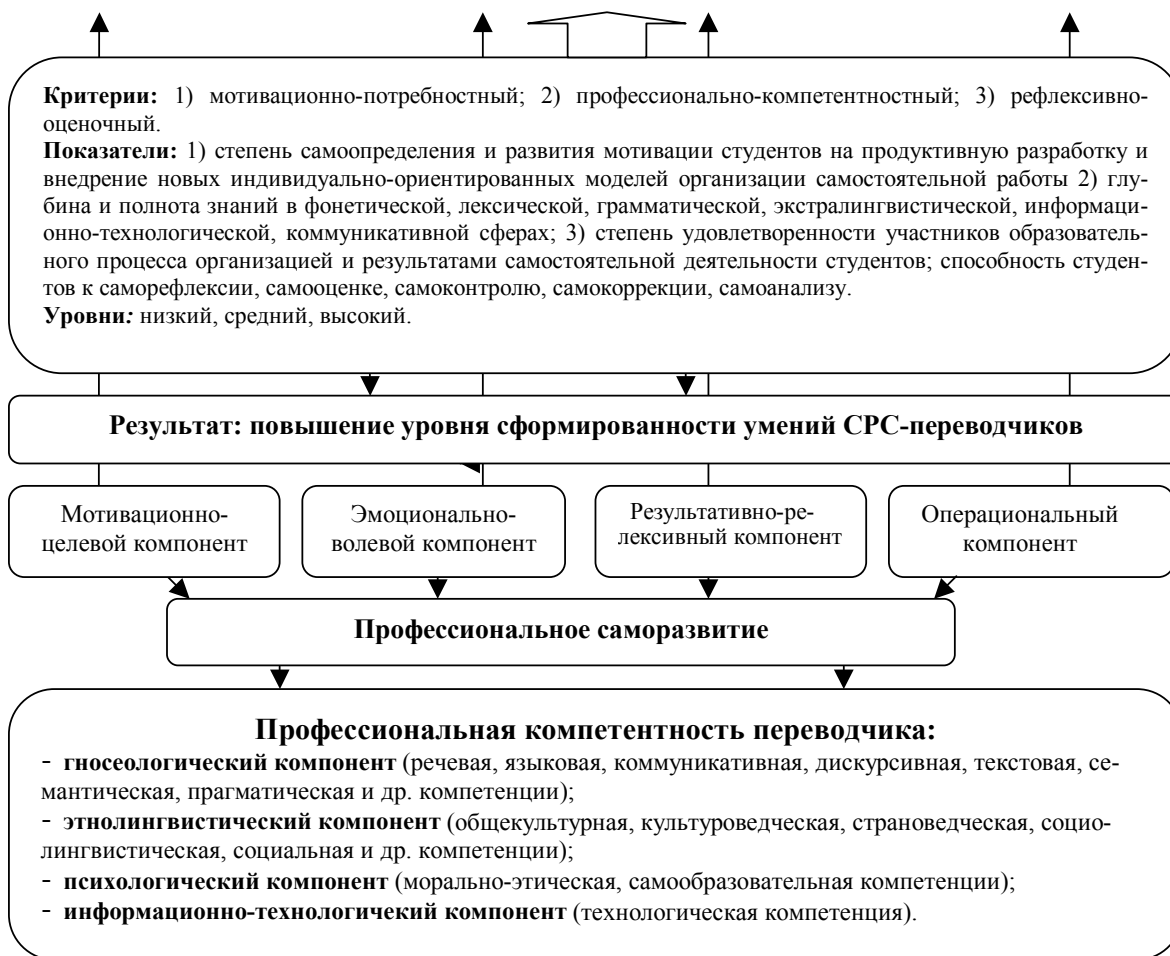 Критерии: 1) мотивационно-потребностный; 2) профессионально-компетентностный; 3) рефлексивно-
оценочный.
Показатели: 1) степень самоопределения и развития мотивации студентов на продуктивную разработку и
внедрение новых индивидуально-ориентированных моделей организации самостоятельной работы 2) глу-
бина и полнота знаний в фонетической, лексической, грамматической, экстралингвистической, информаци-
онно-технологической, коммуникативной сферах; 3) степень удовлетворенности участников образователь-
ного процесса организацией и результатами самостоятельной деятельности студентов; способность студен-
тов к саморефлексии, самооценке, самоконтролю, самокоррекции, самоанализу.
Уровни: низкий, средний, высокий.
Результат: повышение уровня сформированности умений СРС-переводчиков
Мотивационно-
целевой компонент
Эмоционально-
волевой компонент
Результативно-ре-
лексивный компонент
Операциональный
компонент
Профессиональное саморазвитие
Профессиональная компетентность переводчика:
- гносеологический компонент (речевая, языковая, коммуникативная, дискурсивная, текстовая, се-
мантическая, прагматическая и др. компетенции);
- этнолингвистический компонент (общекультурная, культуроведческая, страноведческая, социо-
лингвистическая, социальная и др. компетенции);
- психологический компонент (морально-этическая, самообразовательная компетенции);
- информационно-технологичекий компонент (технологическая компетенция).